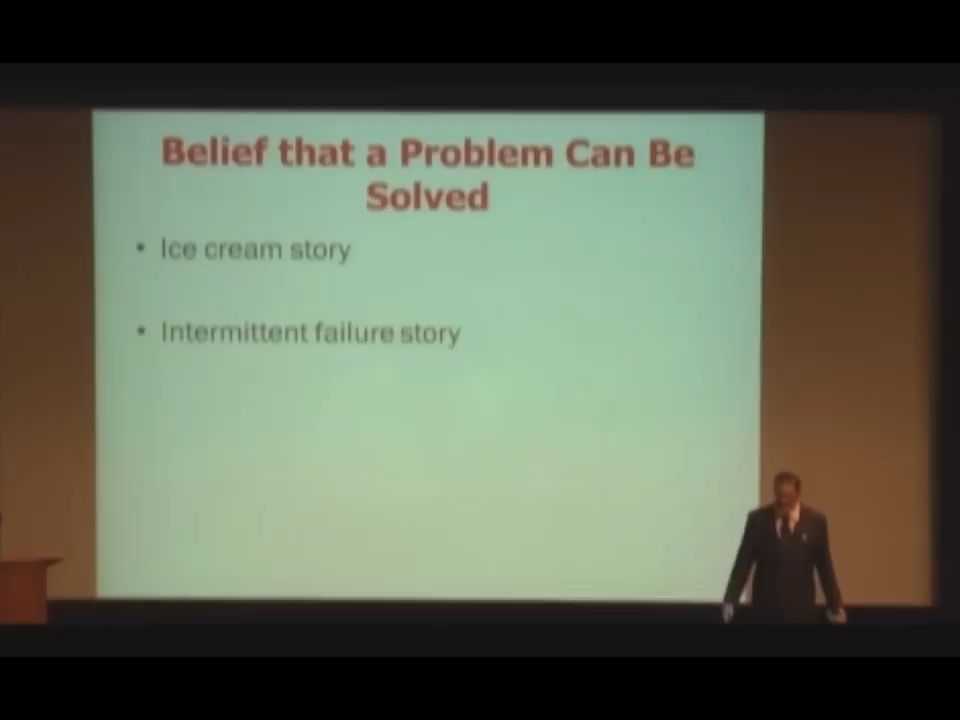 Belief that a Problem Can Be
Solved
• Ice cream story
• Intermittent failure story